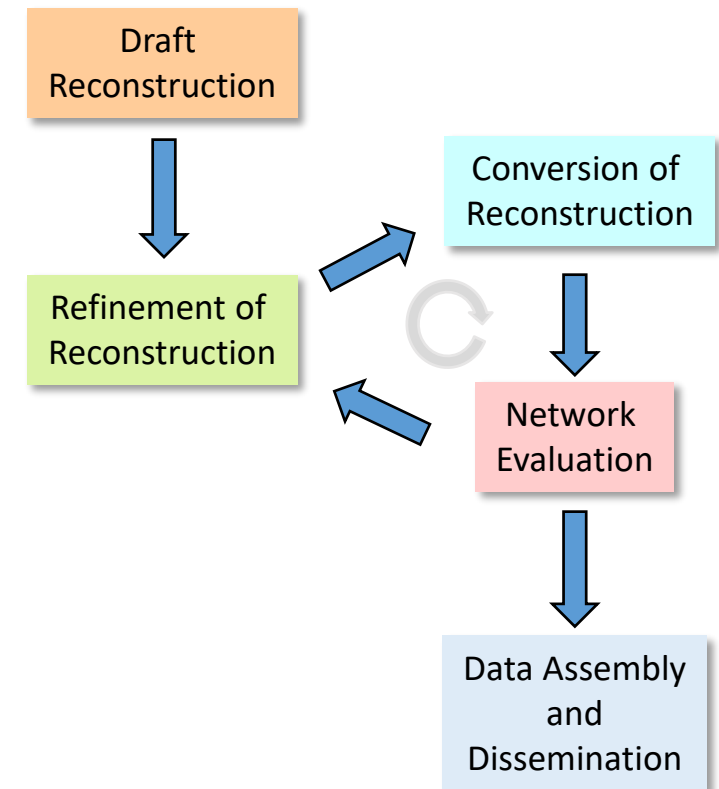 Draft
Reconstruction
Conversion of
Reconstruction
Refinement of
Reconstruction
Network
Evaluation
Data Assembly
and
Dissemination